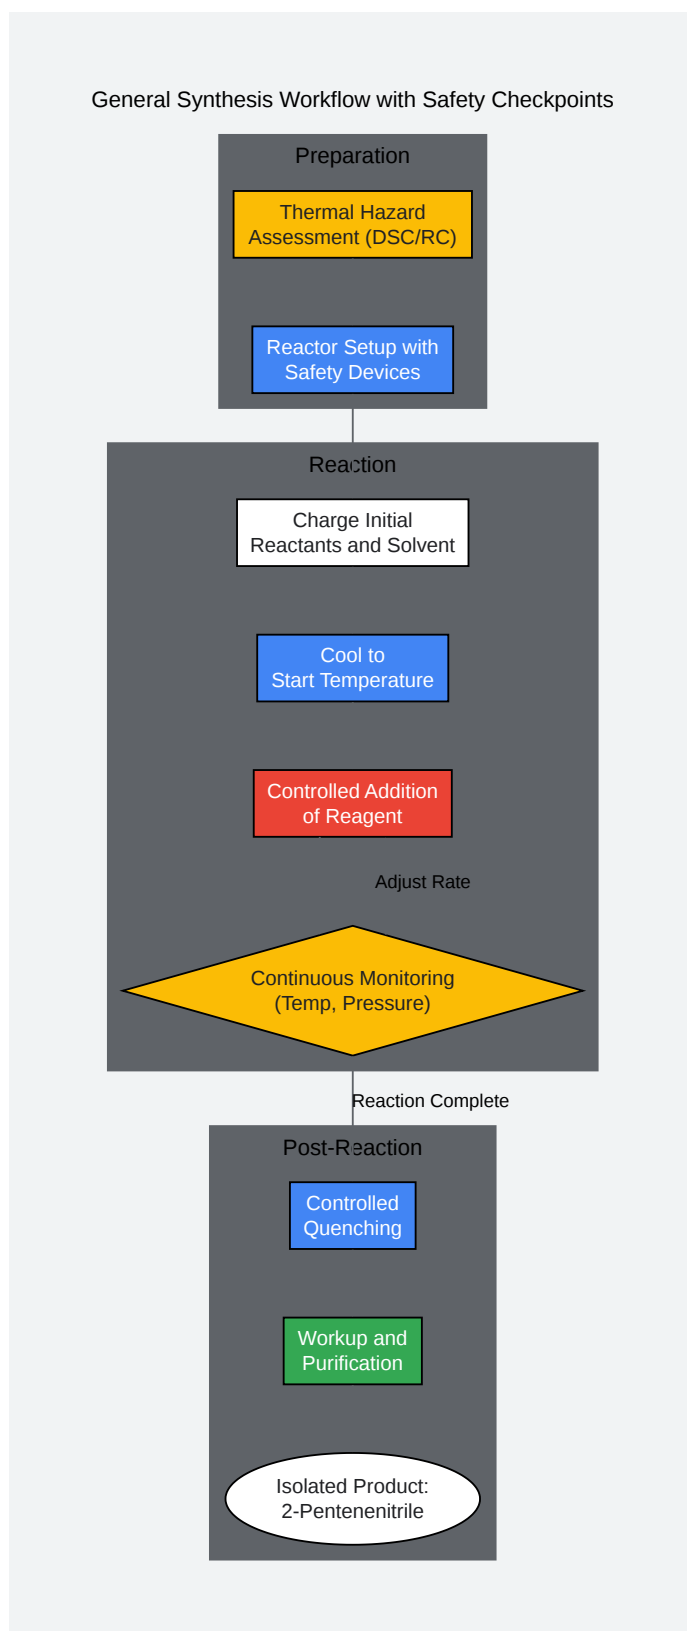 General Synthesis Workflow with Safety Checkpoints
Preparation
Thermal Hazard
Assessment (DSC/RC)
Reactor Setup with
Safety Devices
Reaction
Charge Initial
Reactants and Solvent
Cool to
Start Temperature
Controlled Addition
of Reagent
Adjust Rate
Continuous Monitoring
(Temp, Pressure)
Reaction Complete
Post-Reaction
Controlled
Quenching
Workup and
Purification
Isolated Product:
2-Pentenenitrile